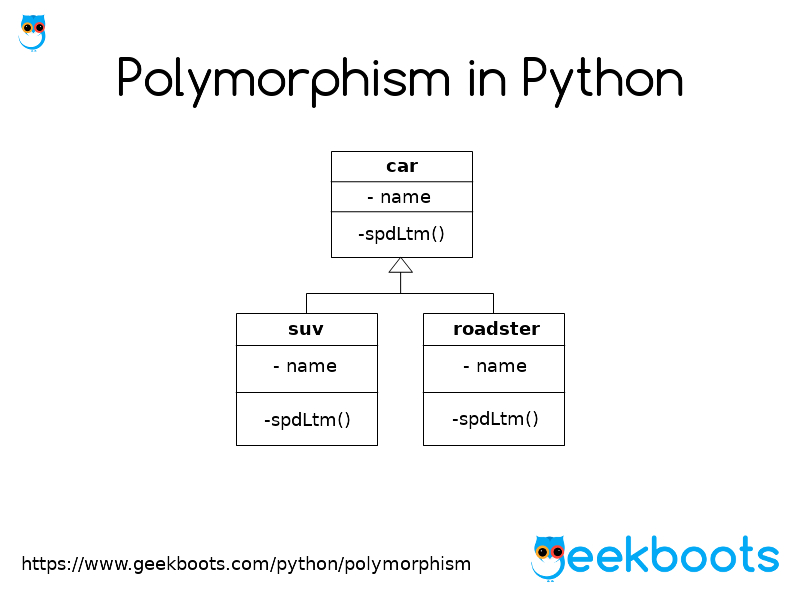 Polymorphism in Python
car
- name
-spdLtm()
suv
- name
-spdLtm()
roadster
- name
-spdLtm()
https://www.geekboots.com/python/polymorphism
geekboots